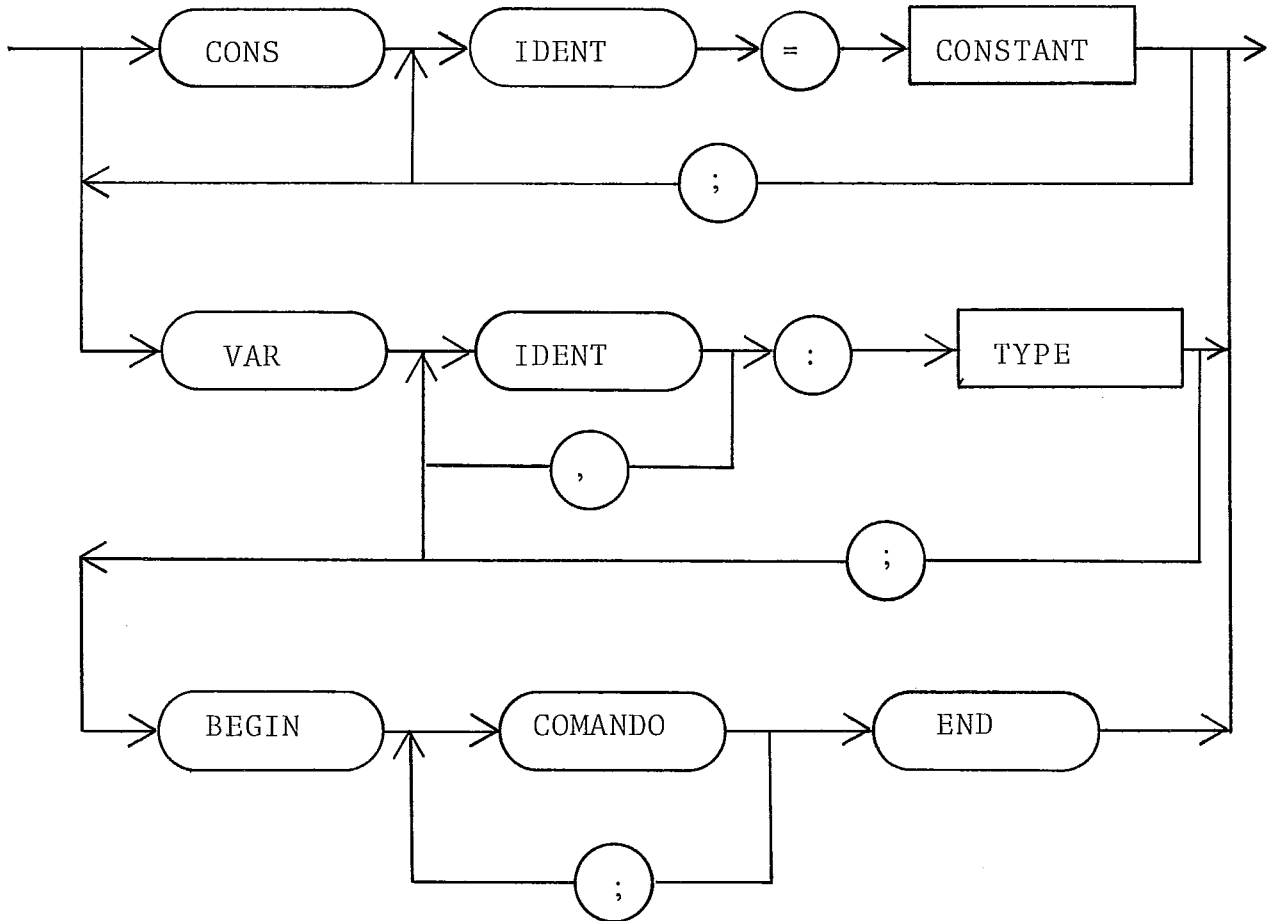 CONS IDENT = CONSTANT
;
VAR IDENT : TYPE
,
;
BEGIN COMANDO END
;